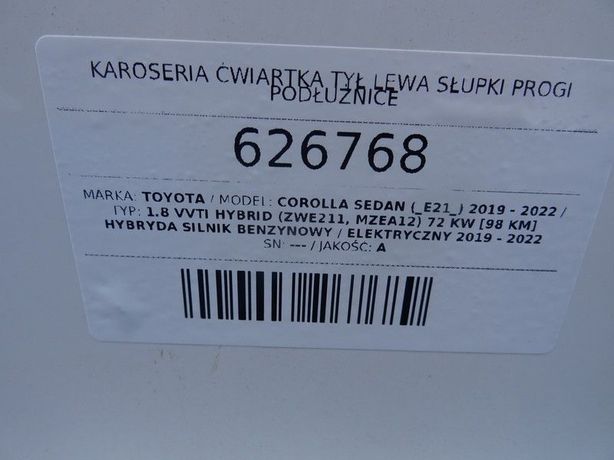 KAROSERIA ĆWIARTKA TYŁ LEWA SŁUPKI PROGI
PODŁUŻNICE
626768
MARKA: TOYOTA / MODEL: COROLLA SEDAN (_E21_) 2019 - 2022 /
TYP: 1.8 VVTI HYBRID (ZWE211, MZEA12) 72 KW [98 KM]
HYBRYDA SILNIK BENZYNOWY / ELEKTRYCZNY 2019 - 2022
SN: --- / JAKOŚĆ: A